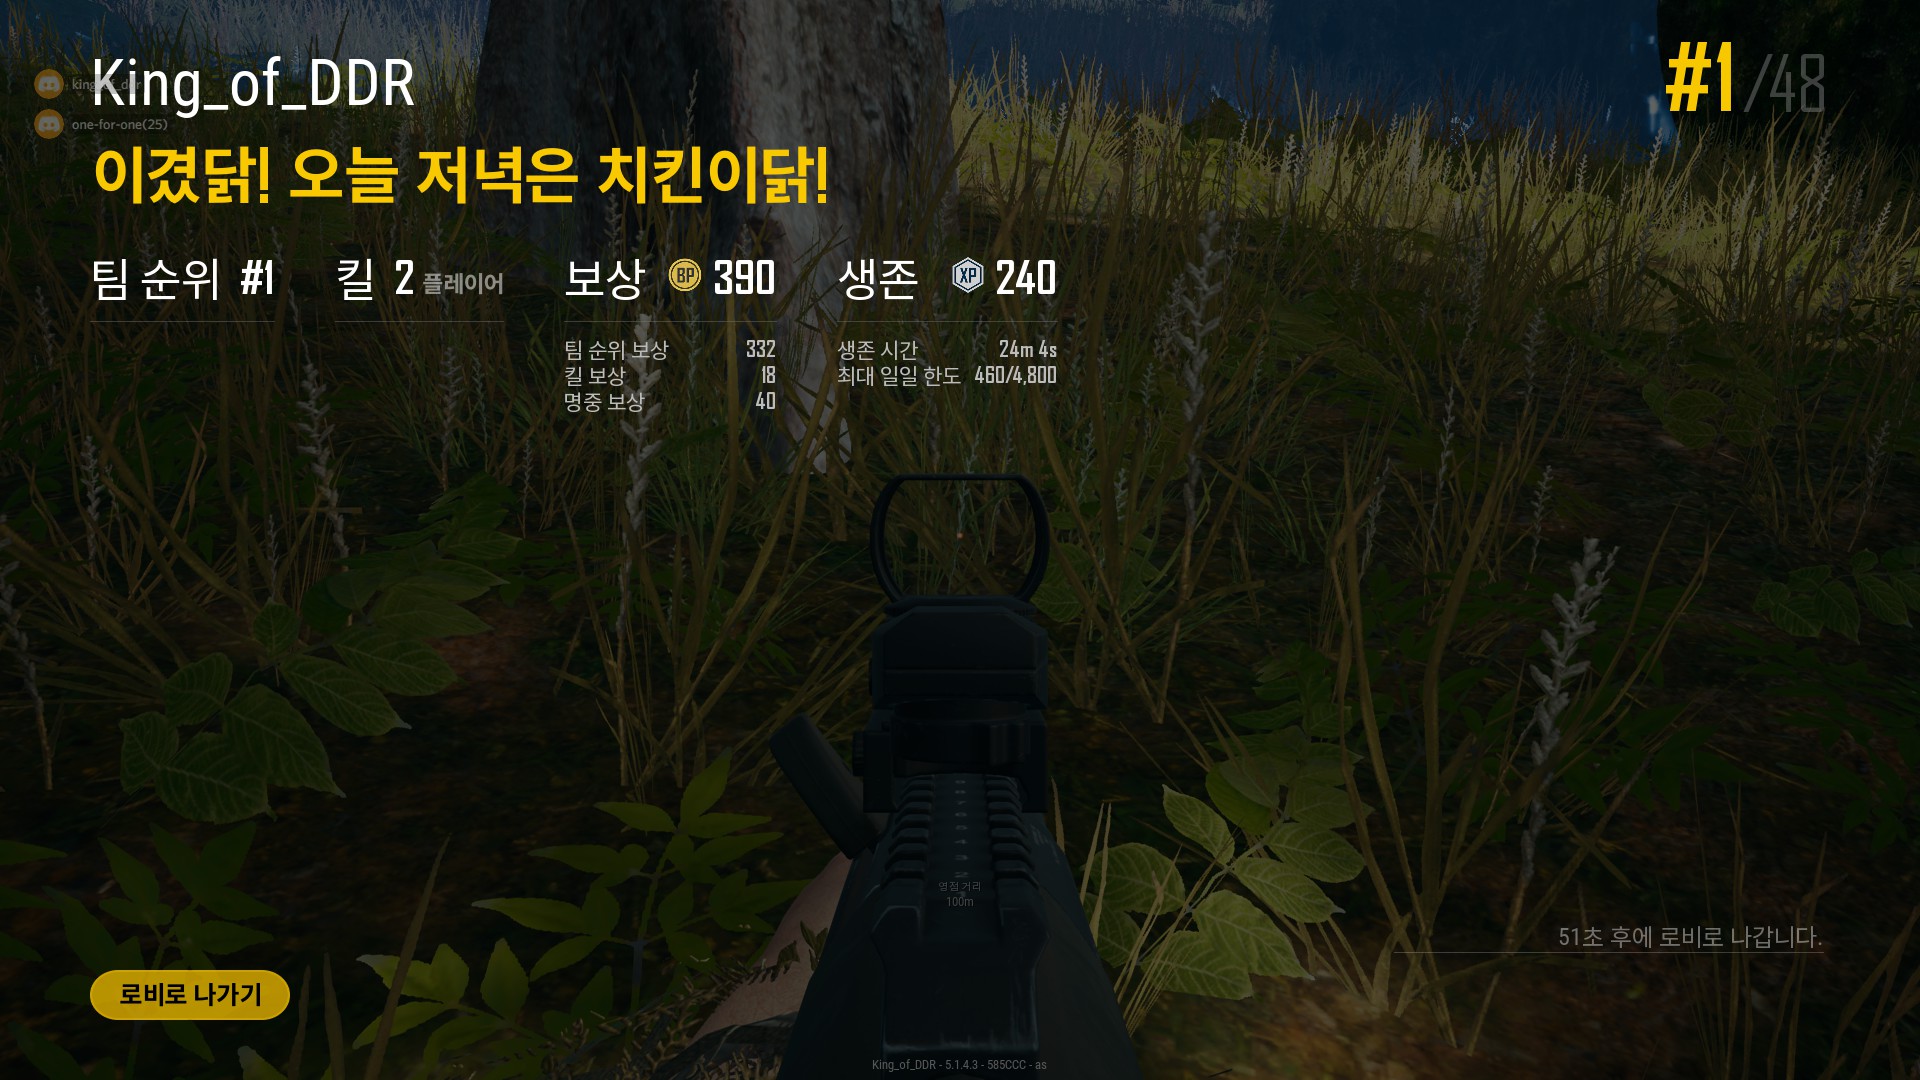 King_of_DDR
#1/48
king_of_ddr
one-for-one(25)
이겼닭! 오늘 저녁은 치킨이닭!
팀 순위 #1
킬 2 플레이어
보상 BP 390
생존 XP 240
팀 순위 보상 332
킬 보상 18
명중 보상 40
생존 시간 24m 4s
최대 일일 한도 460/4,800
영점 거리
100m
51초 후에 로비로 나갑니다.
로비로 나가기
King_of_DDR - 5.1.4.3 - 585CCC - as